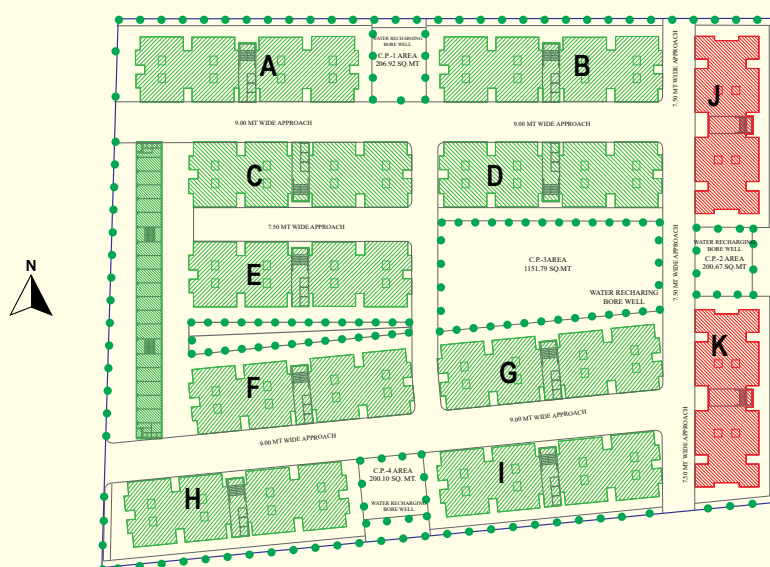 WATER RECHARGING
BORE WELL
C.P.-1 AREA
206.92 SQ.MT
A
B
J
7.50 MT WIDE APPROACH
9.00 MT WIDE APPROACH
9.00 MT WIDE APPROACH
C
D
7.50 MT WIDE APPROACH
E
C.P.-3AREA
1151.79 SQ.MT
WATER RECHARING
BORE WELL
7.50 MT WIDE APPROACH
WATER RECHARGING
BORE WELL
C.P.-2 AREA
200.67 SQ.MT
N
K
F
G
9.00 MT WIDE APPROACH
9.00 MT WIDE APPROACH
7.50 MT WIDE APPROACH
H
C.P.-4 AREA
200.10 SQ. MT.
WATER RECHARGING
BORE WELL
I